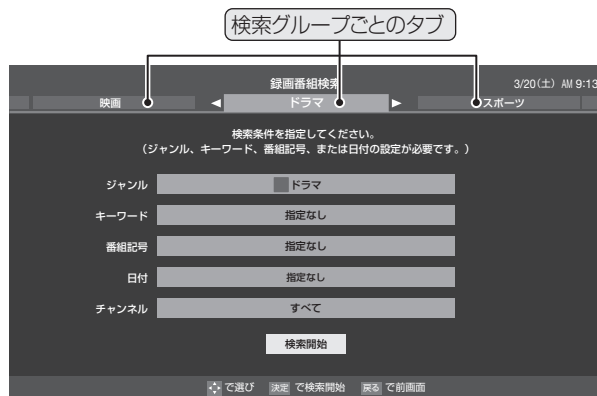 検索グループごとのタブ
録画番組検索
3/20(土) AM 9:13
映画 ◀ ドラマ ▶ スポーツ
検索条件を指定してください。
(ジャンル、キーワード、番組記号、または日付の設定が必要です。)
ジャンル ドラマ
キーワード 指定なし
番組記号 指定なし
日付 指定なし
チャンネル すべて
検索開始
で選び 決定 で検索開始 戻る で前画面